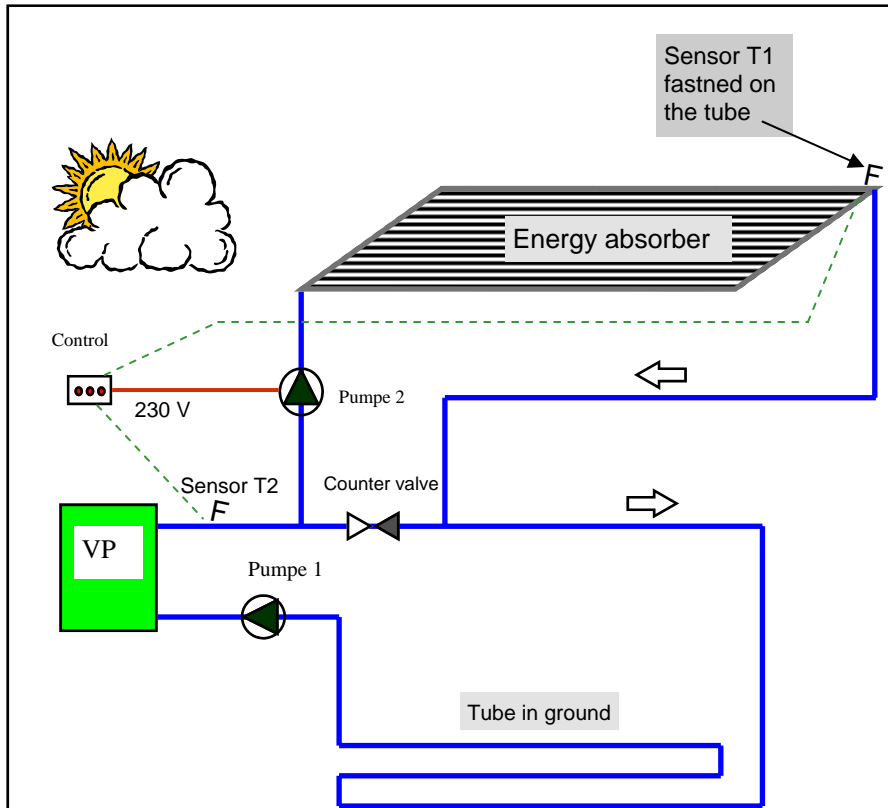 Sensor T1
fastned on
the tube
F
Energy absorber
Control
230 V
Pumpe 2
Sensor T2
F
Counter valve
VP
Pumpe 1
Tube in ground